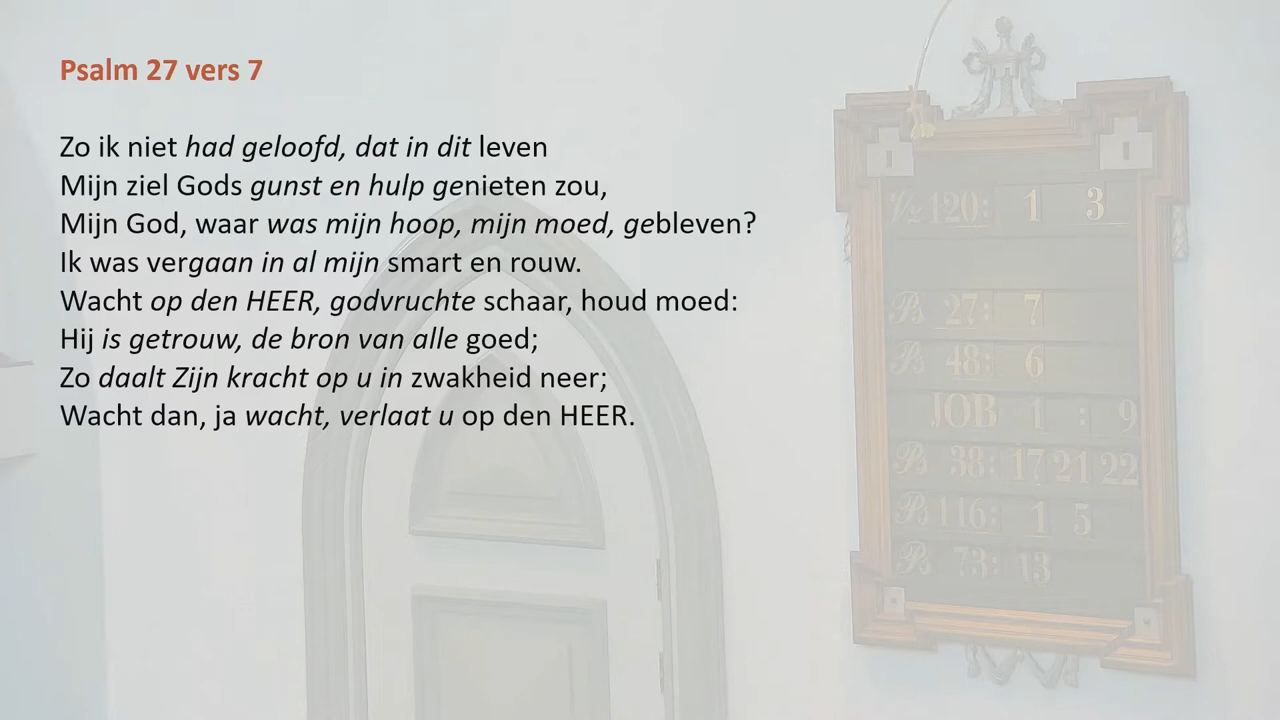 Psalm 27 vers 7
Zo ik niet had geloofd, dat in dit leven
Mijn ziel Gods gunst en hulp genieten zou,
Mijn God, waar was mijn hoop, mijn moed, gebleven?
Ik was vergaan in al mijn smart en rouw.
Wacht op den HEER, godvruchte schaar, houd moed:
Hij is getrouw, de bron van alle goed;
Zo daalt Zijn kracht op u in zwakheid neer;
Wacht dan, ja wacht, verlaat u op den HEER.
Vz 120: 1 3
Ps 27: 7
Ps 48: 6
JOB 1 : 9
Ps 38: 17 21 22
Ps 116: 1 5
Ps 73: 13